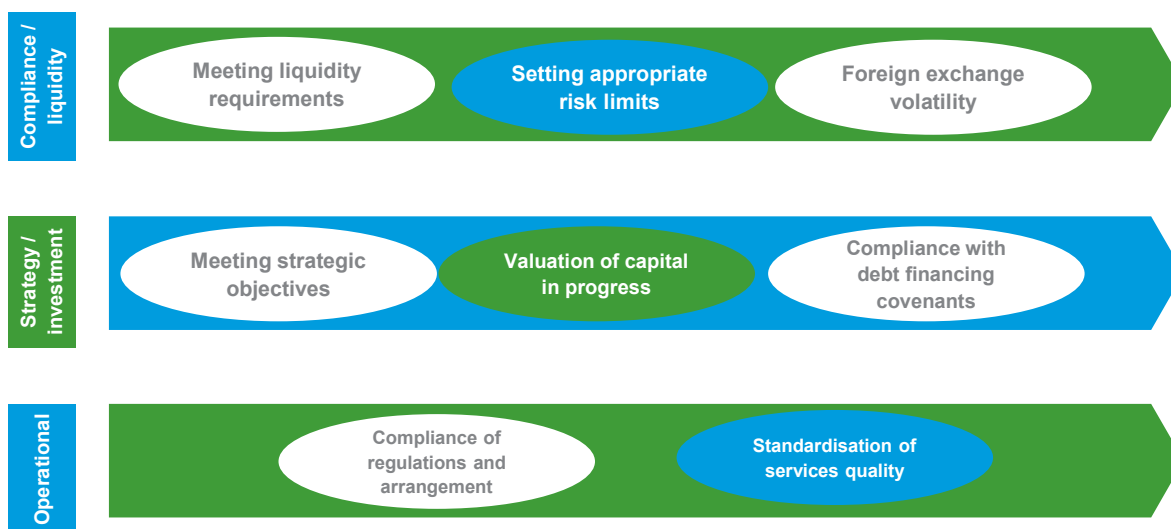 Compliance /
liquidity
Meeting liquidity
requirements
Setting appropriate
risk limits
Foreign exchange
volatility
Strategy /
investment
Meeting strategic
objectives
Valuation of capital
in progress
Compliance with
debt financing
covenants
Operational
Compliance of
regulations and
arrangement
Standardisation of
services quality